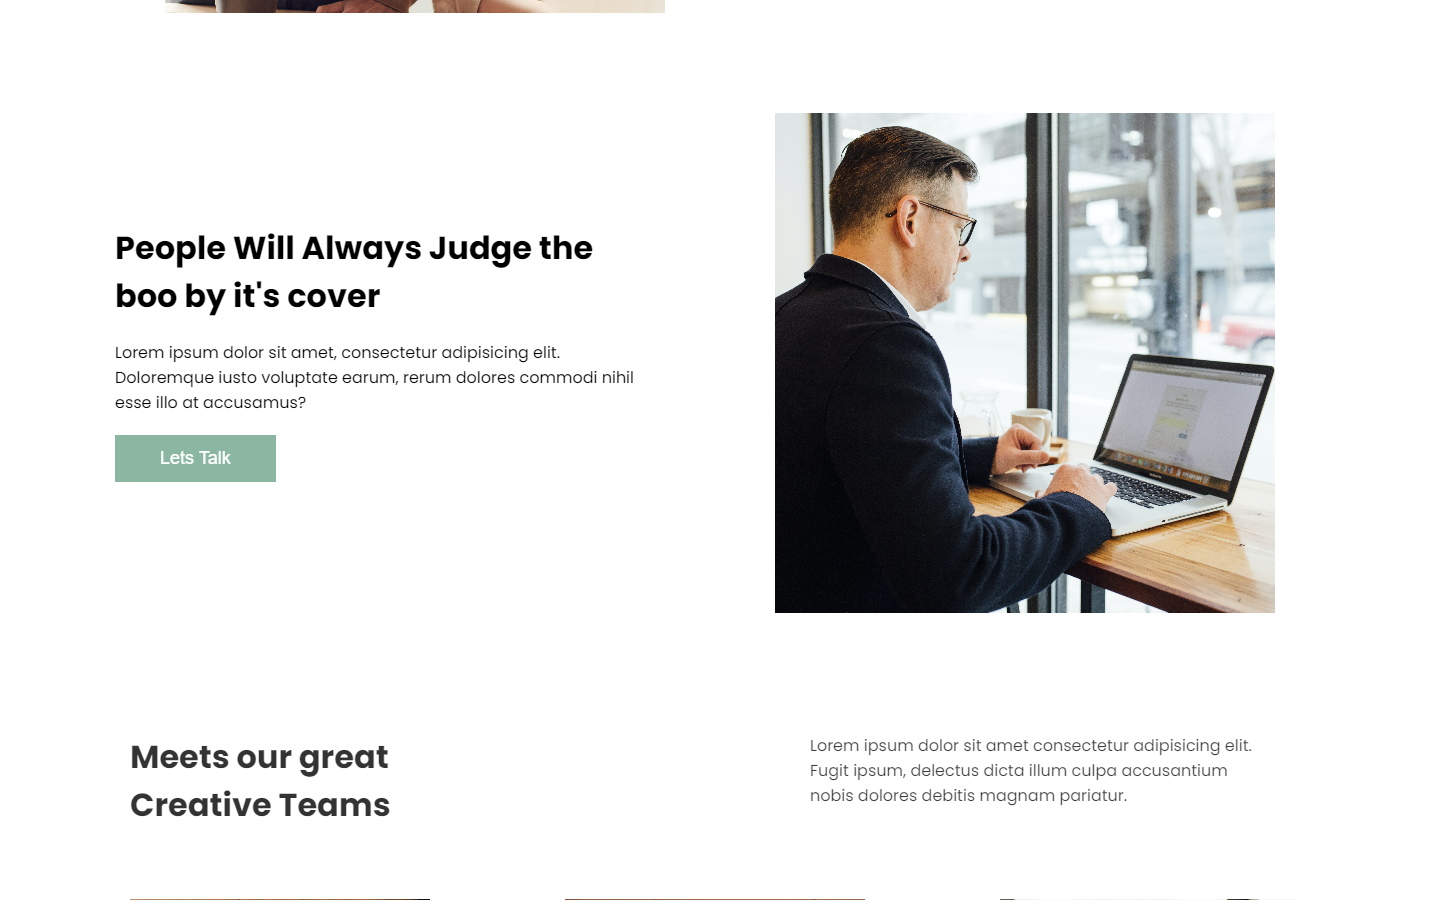 People Will Always Judge the
boo by it's cover
Lorem ipsum dolor sit amet, consectetur adipisicing elit.
Doloremque iusto voluptate earum, rerum dolores commodi nihil
esse illo at accusamus?
Lets Talk
Meets our great
Creative Teams
Lorem ipsum dolor sit amet consectetur adipisicing elit.
Fugit ipsum, delectus dicta illum culpa accusantium
nobis dolores debitis magnam pariatur.